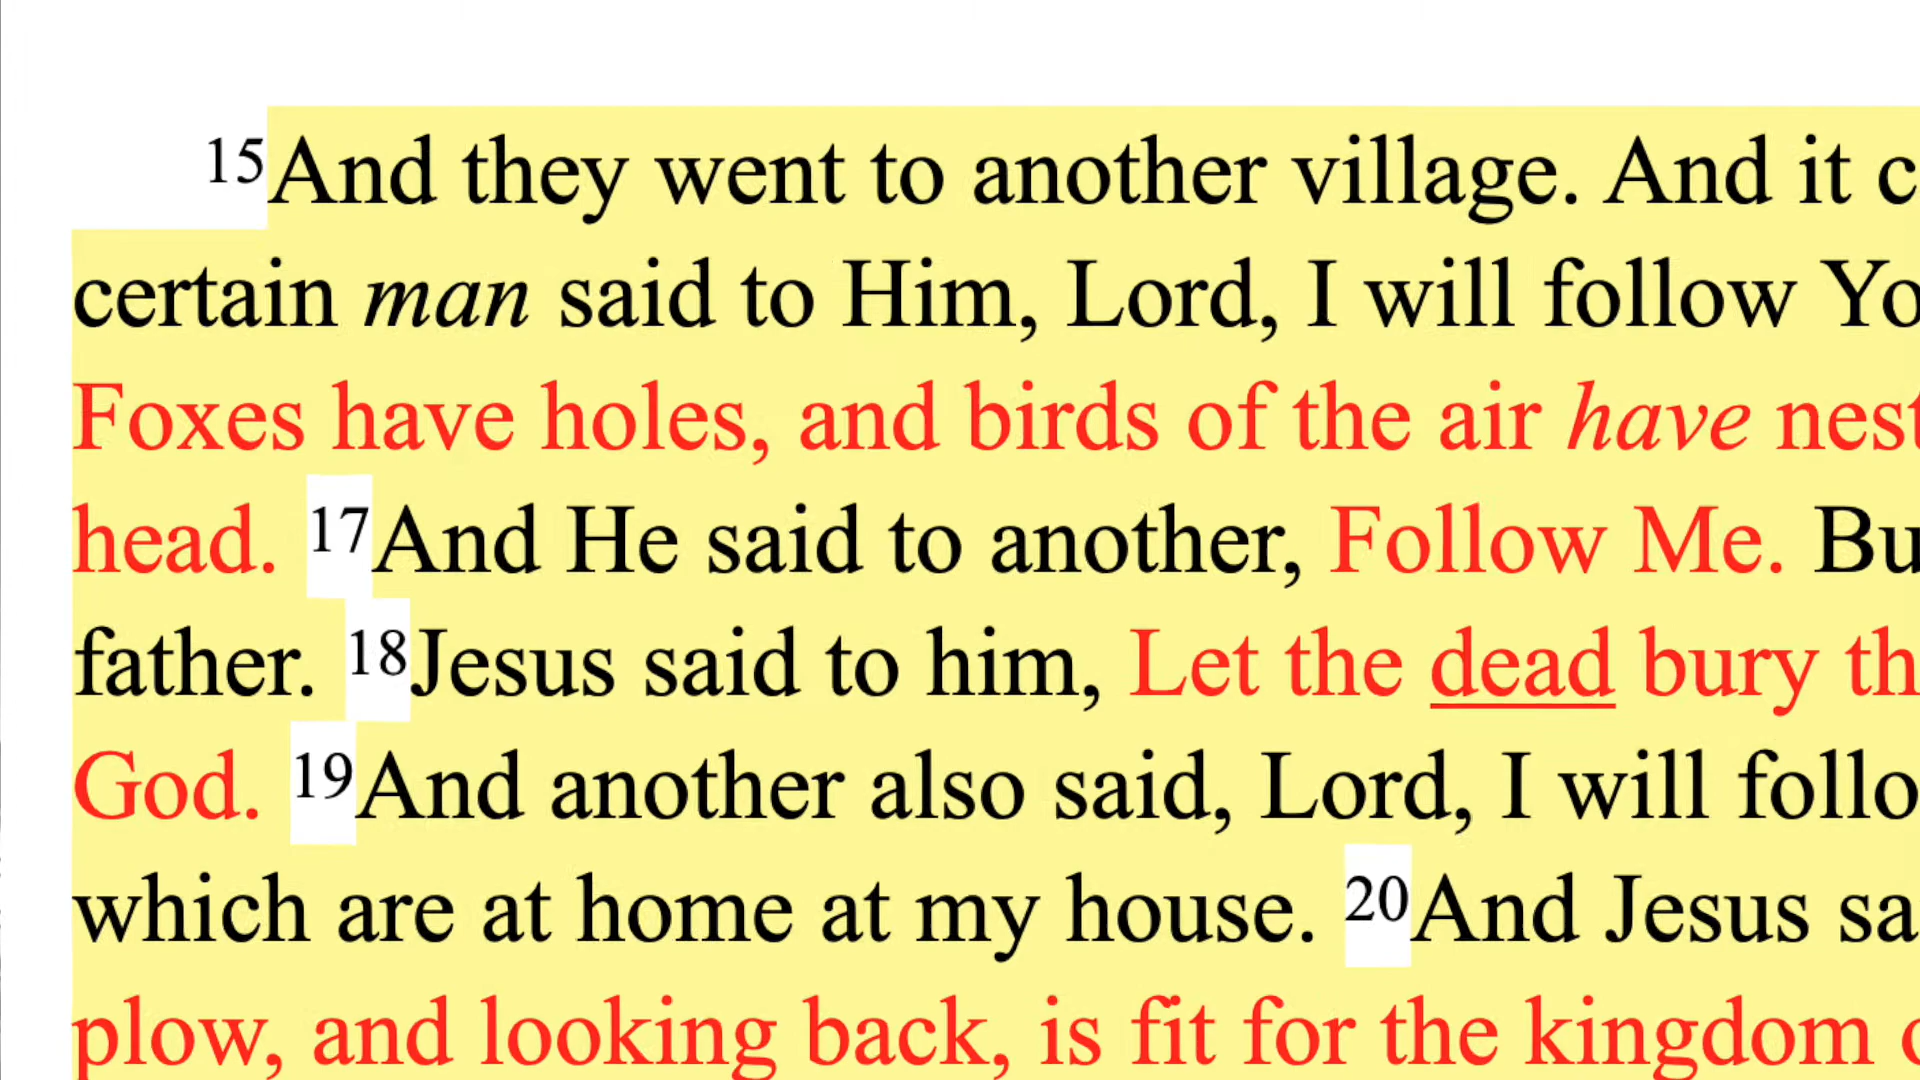 15And they went to another village. And it c
certain man said to Him, Lord, I will follow Yo
Foxes have holes, and birds of the air have nest
head. 17And He said to another, Follow Me. Bu
father. 18Jesus said to him, Let the dead bury th
God. 19And another also said, Lord, I will follo
which are at home at my house. 20And Jesus sa
plow, and looking back, is fit for the kingdom o